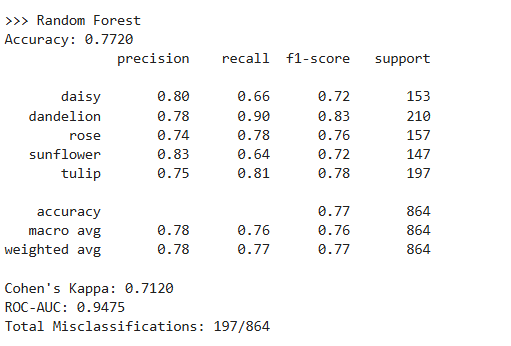 >>> Random Forest
Accuracy: 0.7720
              precision    recall  f1-score   support

       daisy       0.80      0.66      0.72       153
   dandelion       0.78      0.90      0.83       210
        rose       0.74      0.78      0.76       157
   sunflower       0.83      0.64      0.72       147
       tulip       0.75      0.81      0.78       197

    accuracy                           0.77       864
   macro avg       0.78      0.76      0.76       864
weighted avg       0.78      0.77      0.77       864

Cohen's Kappa: 0.7120
ROC-AUC: 0.9475
Total Misclassifications: 197/864